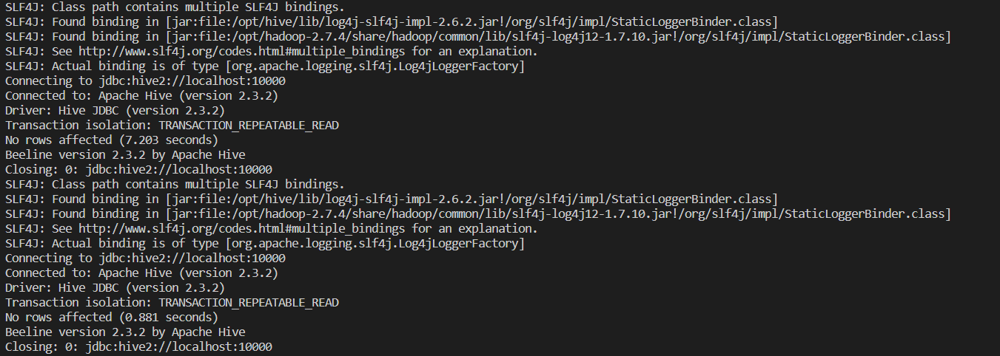 SLF4J: Class path contains multiple SLF4J bindings.
SLF4J: Found binding in [jar:file:/opt/hive/lib/log4j-slf4j-impl-2.6.2.jar!/org/slf4j/impl/StaticLoggerBinder.class]
SLF4J: Found binding in [jar:file:/opt/hadoop-2.7.4/share/hadoop/common/lib/slf4j-log4j12-1.7.10.jar!/org/slf4j/impl/StaticLoggerBinder.class]
SLF4J: See http://www.slf4j.org/codes.html#multiple_bindings for an explanation.
SLF4J: Actual binding is of type [org.apache.logging.slf4j.Log4jLoggerFactory]
Connecting to jdbc:hive2://localhost:10000
Connected to: Apache Hive (version 2.3.2)
Driver: Hive JDBC (version 2.3.2)
Transaction isolation: TRANSACTION_REPEATABLE_READ
No rows affected (7.203 seconds)
Beeline version 2.3.2 by Apache Hive
Closing: 0: jdbc:hive2://localhost:10000
SLF4J: Class path contains multiple SLF4J bindings.
SLF4J: Found binding in [jar:file:/opt/hive/lib/log4j-slf4j-impl-2.6.2.jar!/org/slf4j/impl/StaticLoggerBinder.class]
SLF4J: Found binding in [jar:file:/opt/hadoop-2.7.4/share/hadoop/common/lib/slf4j-log4j12-1.7.10.jar!/org/slf4j/impl/StaticLoggerBinder.class]
SLF4J: See http://www.slf4j.org/codes.html#multiple_bindings for an explanation.
SLF4J: Actual binding is of type [org.apache.logging.slf4j.Log4jLoggerFactory]
Connecting to jdbc:hive2://localhost:10000
Connected to: Apache Hive (version 2.3.2)
Driver: Hive JDBC (version 2.3.2)
Transaction isolation: TRANSACTION_REPEATABLE_READ
No rows affected (0.881 seconds)
Beeline version 2.3.2 by Apache Hive
Closing: 0: jdbc:hive2://localhost:10000